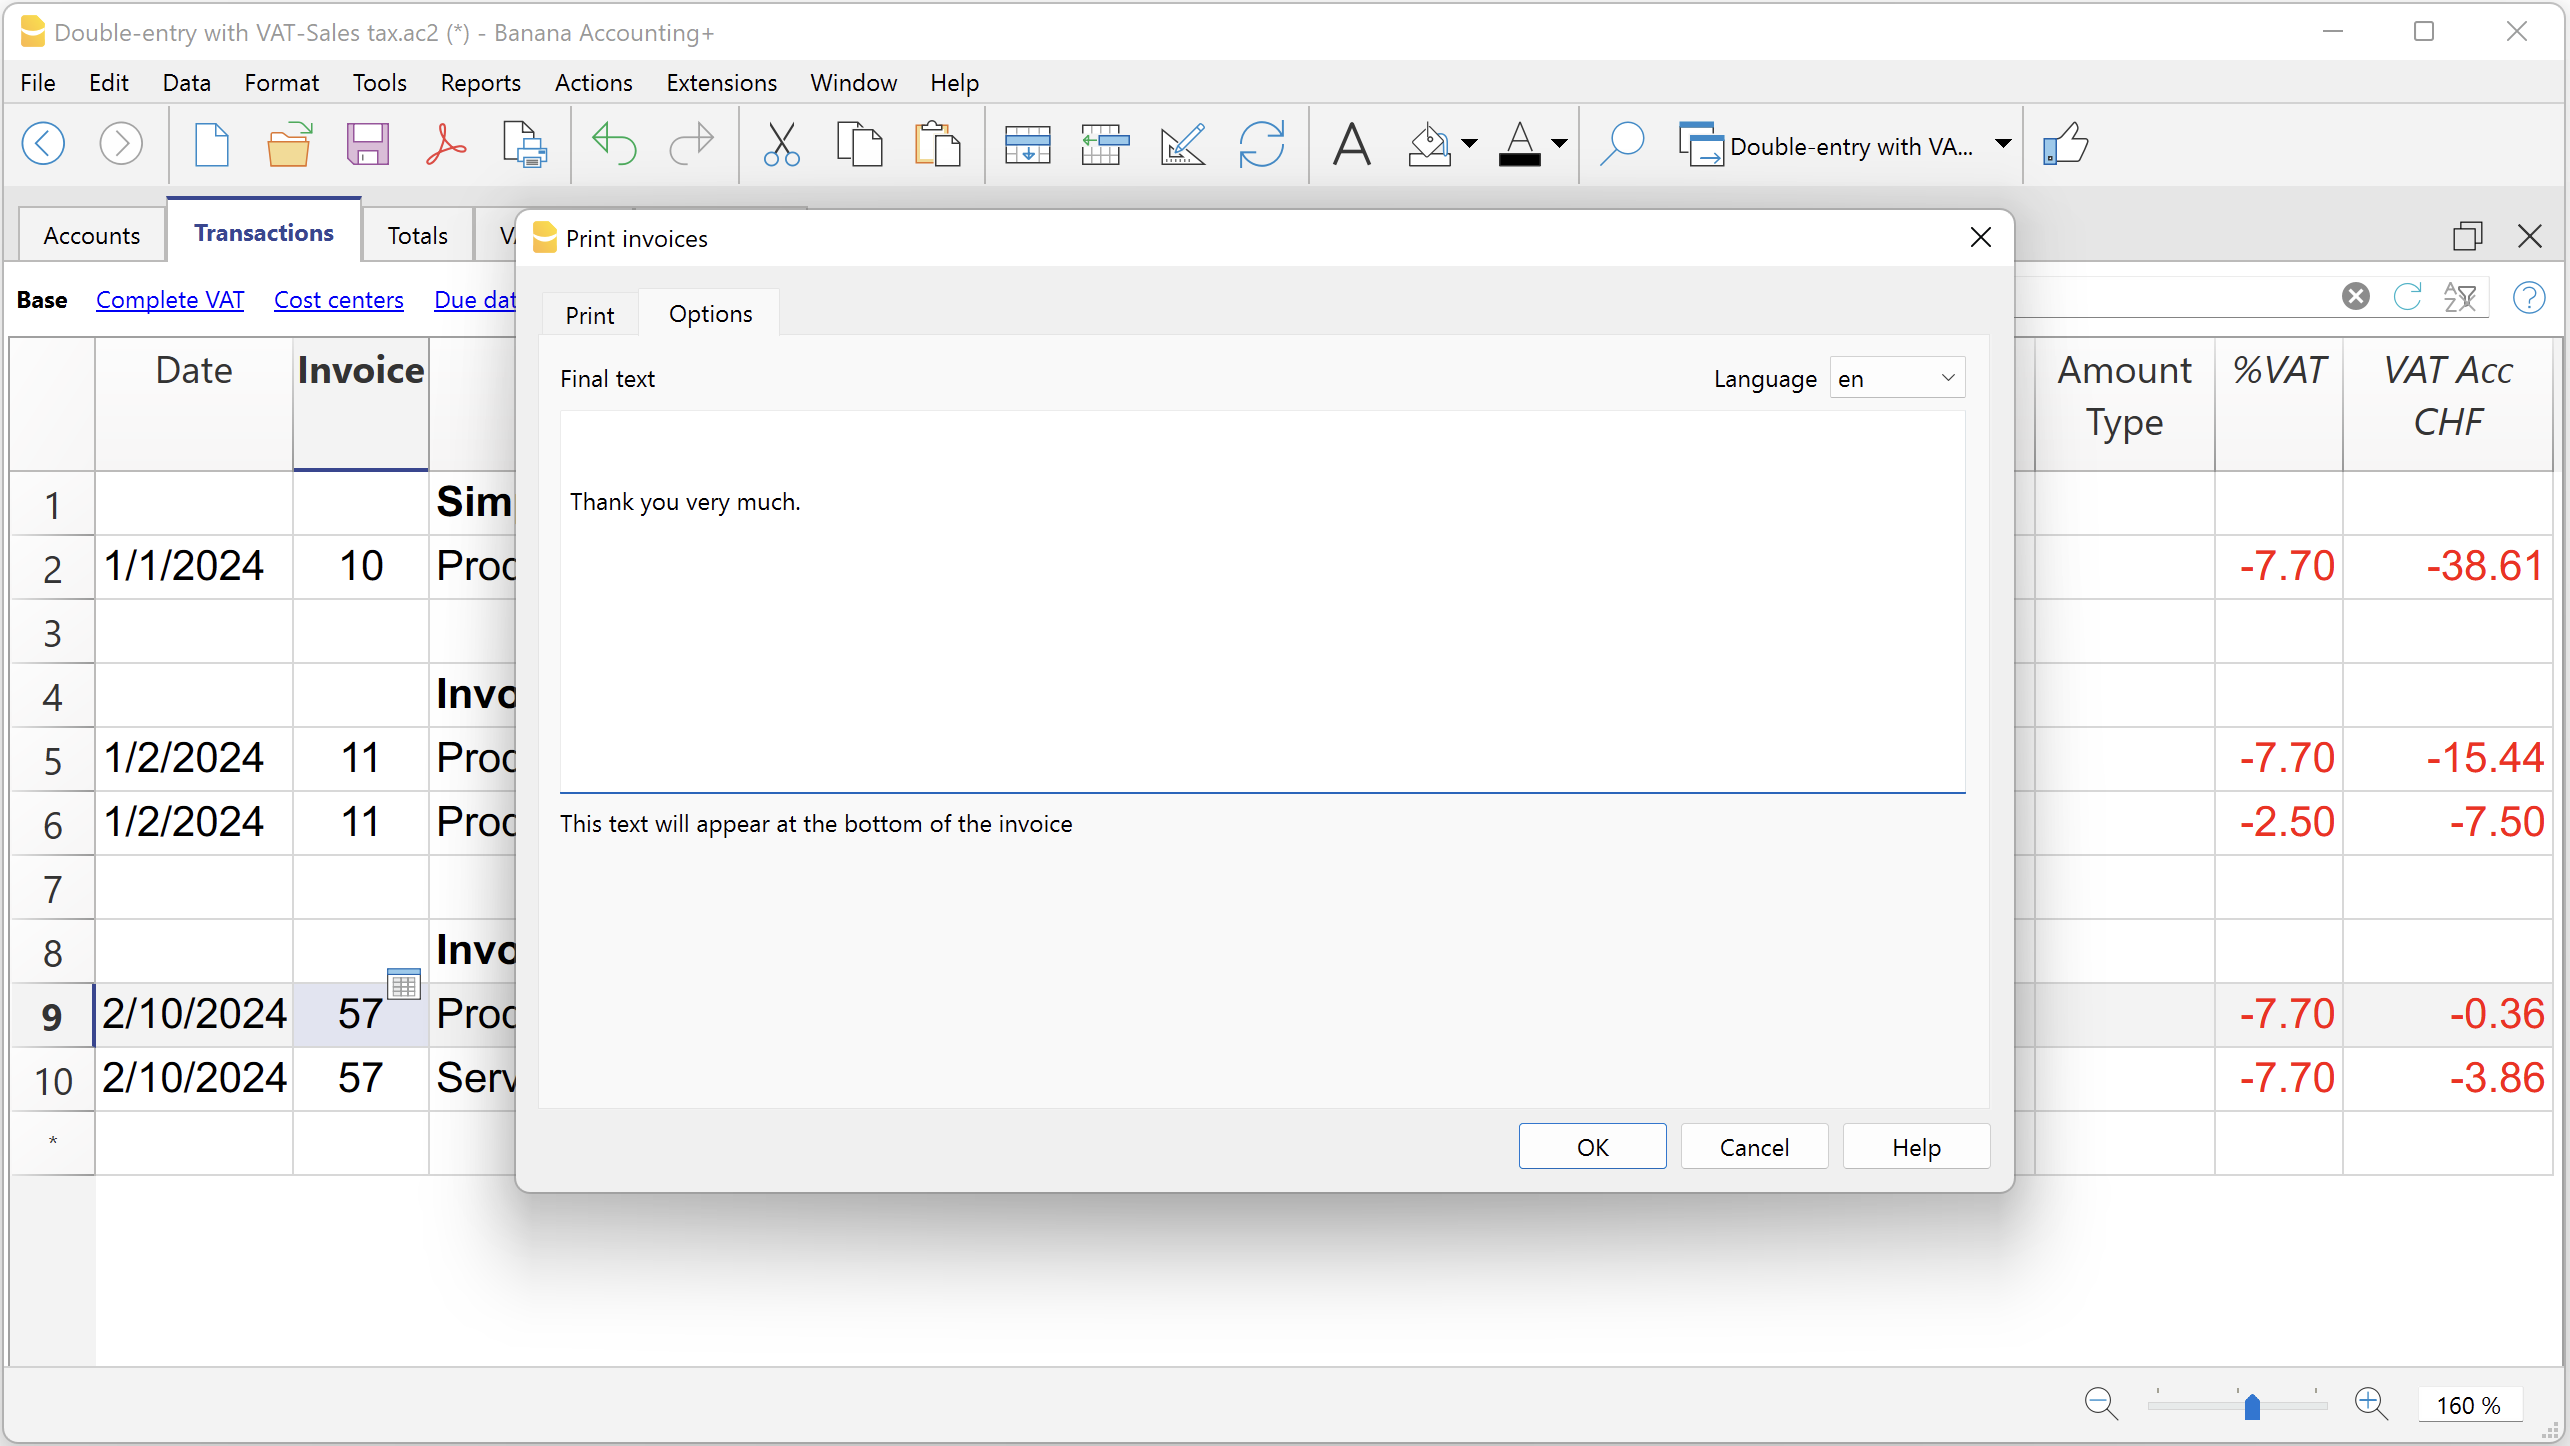 Double-entry with VAT-Sales tax.ac2 (*) - Banana Accounting+
File Edit Data Format Tools Reports Actions Extensions Window Help
Double-entry with VA...
Accounts Transactions Totals
Print invoices
Base Complete VAT Cost centers Due dat
Print Options
Final text Language en
Thank you very much.
This text will appear at the bottom of the invoice
OK Cancel Help
Date Invoice Amount Type %VAT VAT Acc CHF
1 Sim
2 1/1/2024 10 Prod -7.70 -38.61
3
4 Invo
5 1/2/2024 11 Prod -7.70 -15.44
6 1/2/2024 11 Prod -2.50 -7.50
7
8 Invo
9 2/10/2024 57 Prod -7.70 -0.36
10 2/10/2024 57 Serv -7.70 -3.86
*
160 %